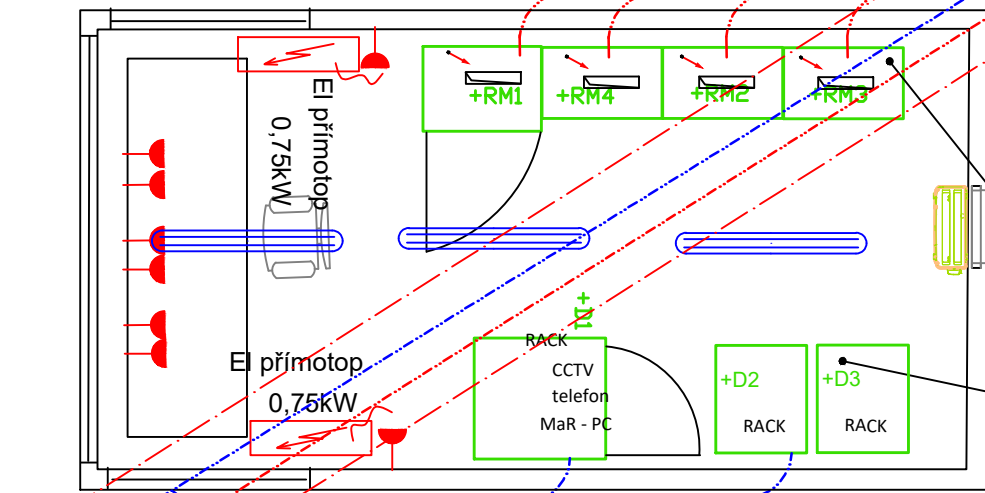 +RM1
+RM4
+RM2
+RM3
El přímotop
0,75kW
+D1
RACK
CCTV
telefon
MaR - PC
El přímotop
0,75kW
+D2
RACK
+D3
RACK